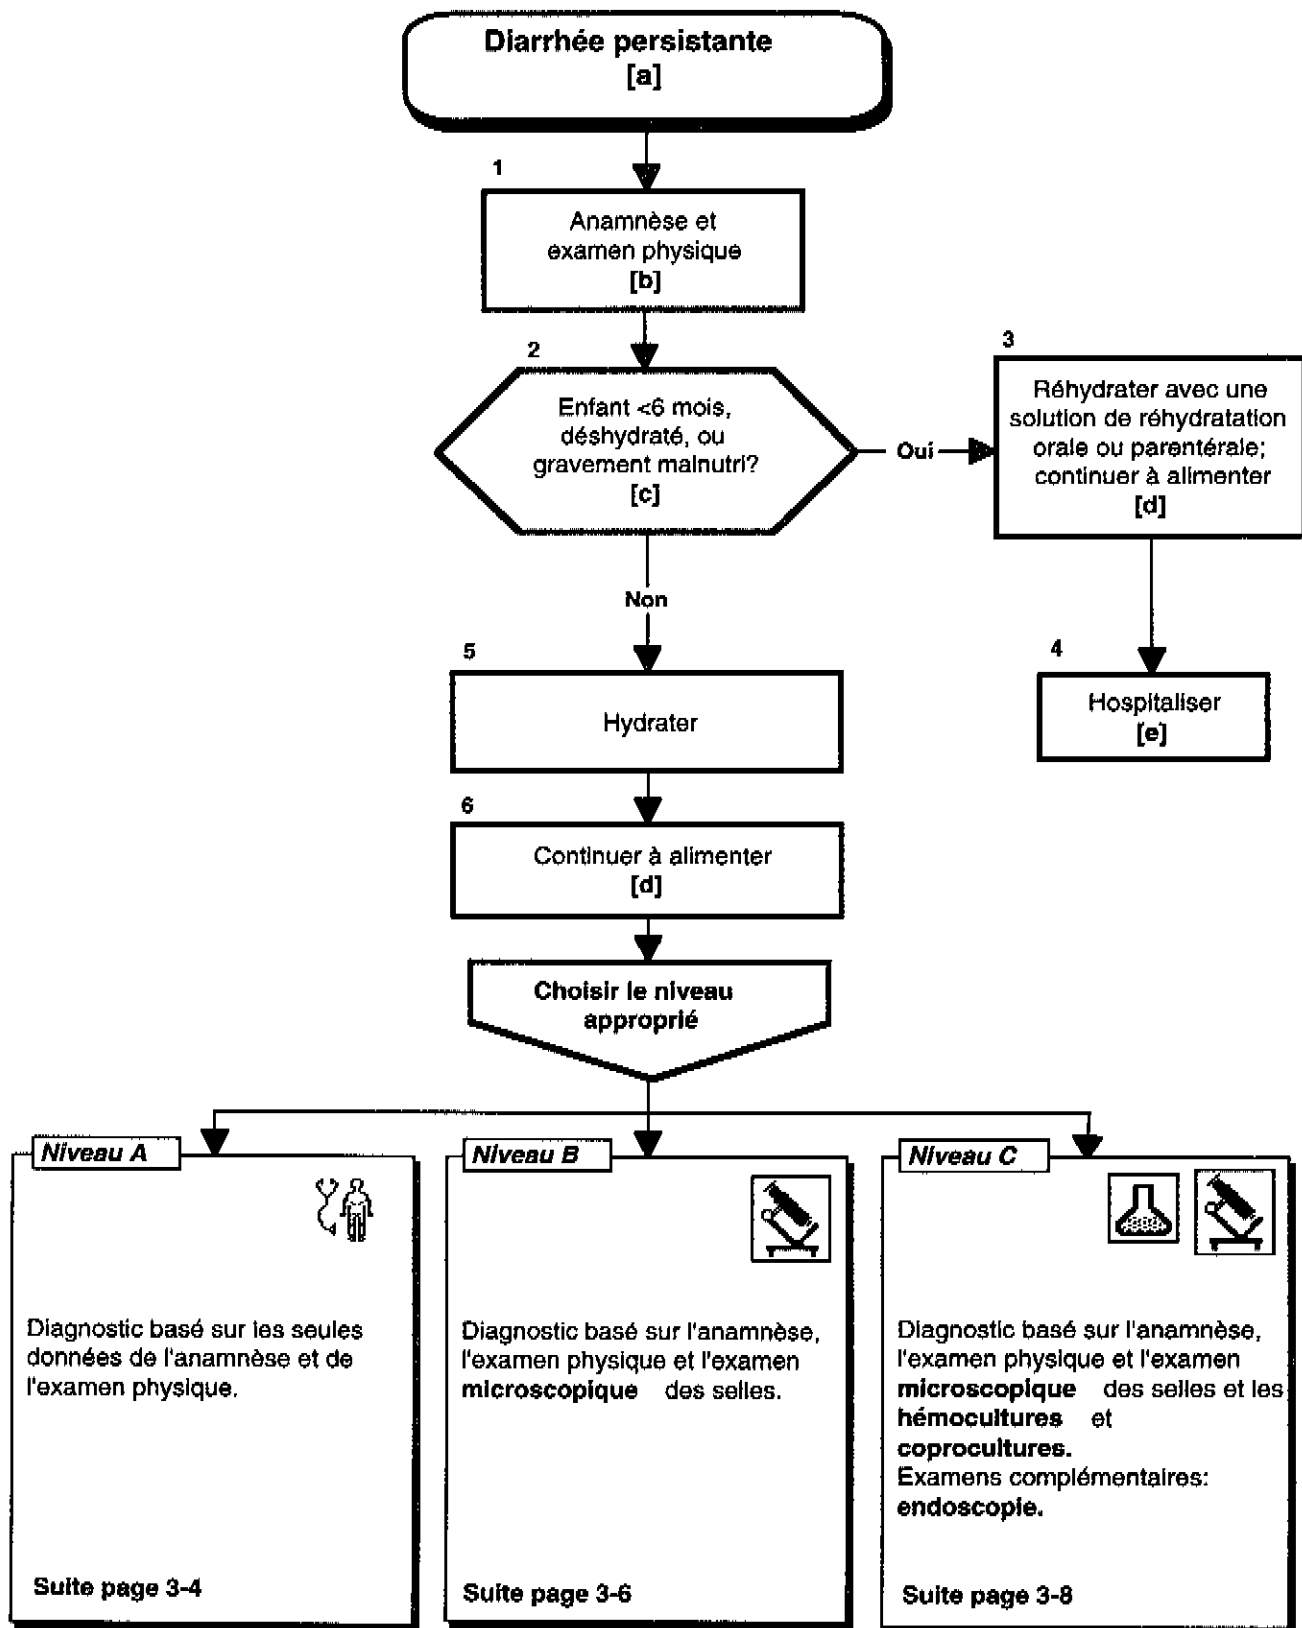 Diarrhée persistante
[a]
1
Anamnèse et
examen physique
[b]
2
Enfant <6 mois,
déshydraté, ou
gravement malnutri?
[c]
Oui
3
Réhydrater avec une
solution de réhydratation
orale ou parentérale;
continuer à alimenter
[d]
4
Hospitaliser
[e]
Non
5
Hydrater
6
Continuer à alimenter
[d]
Choisir le niveau
approprié
Niveau A
Diagnostic basé sur les seules
données de l'anamnèse et de
l'examen physique.
Suite page 3-4
Niveau B
Diagnostic basé sur l'anamnèse,
l'examen physique et l'examen
microscopique des selles.
Suite page 3-6
Niveau C
Diagnostic basé sur l'anamnèse,
l'examen physique et l'examen
microscopique des selles et les
hémocultures et
coprocultures.
Examens complémentaires:
endoscopie.
Suite page 3-8